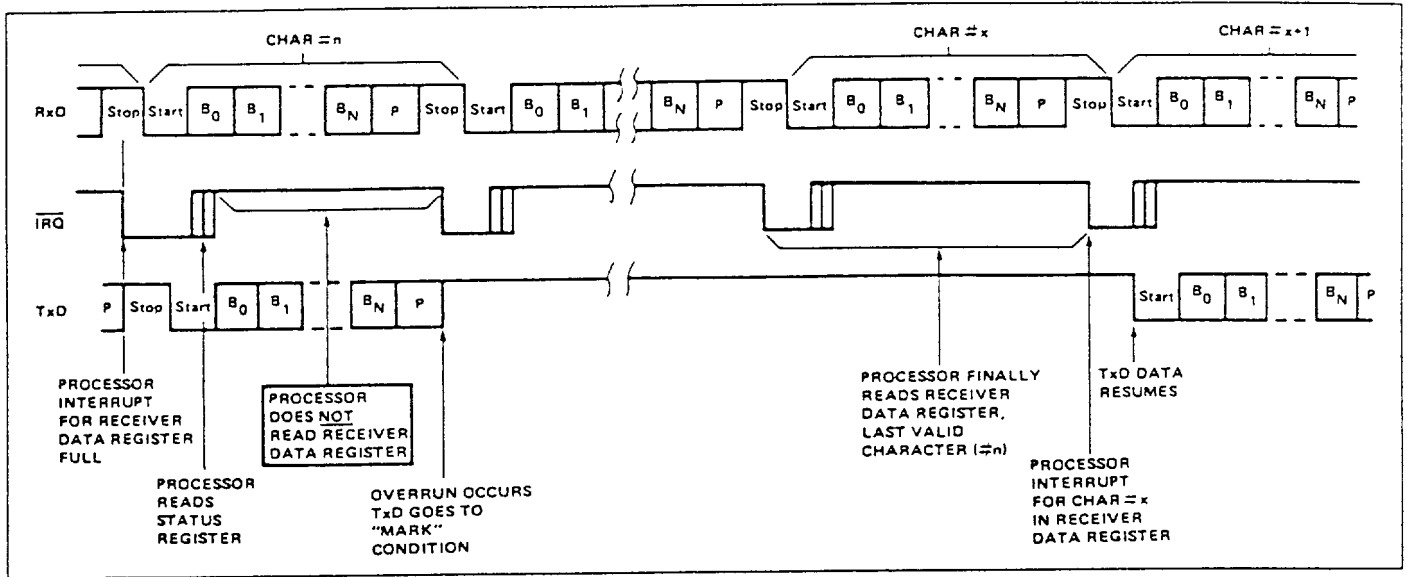 CHAR ≠ n
CHAR ≠ x
CHAR ≠ x+1
RxD
Stop Start B0 B1 BN P Stop Start B0 B1 BN P Stop Start B0 B1 BN P Stop Start B0 B1 BN P
IRQ
TxD
P Stop Start B0 B1 BN P
Start B0 B1 BN P
PROCESSOR
INTERRUPT
FOR RECEIVER
DATA REGISTER
FULL
PROCESSOR
READS
STATUS
REGISTER
PROCESSOR
DOES NOT
READ RECEIVER
DATA REGISTER
OVERRUN OCCURS
TxD GOES TO
"MARK"
CONDITION
PROCESSOR FINALLY
READS RECEIVER
DATA REGISTER,
LAST VALID
CHARACTER (≠n)
PROCESSOR
INTERRUPT
FOR CHAR ≠ x
IN RECEIVER
DATA REGISTER
TxD DATA
RESUMES